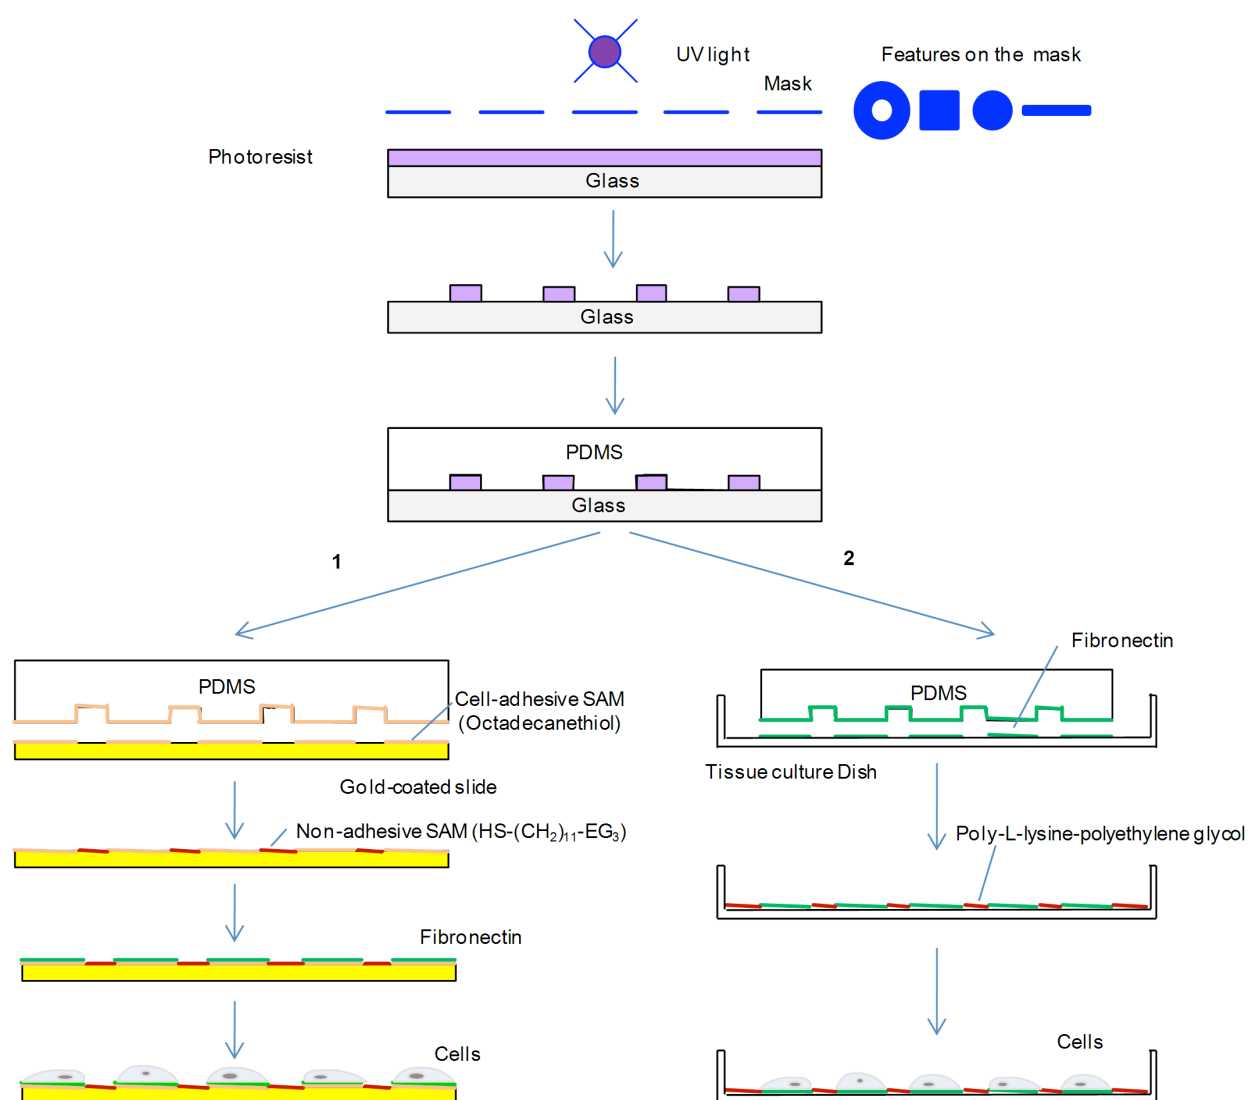 UV light
Features on the mask
Mask
Photoresist
Glass
Glass
PDMS
Glass
1
2
Fibronectin
PDMS
PDMS
Cell-adhesive SAM
(Octadecanethiol)
Tissue culture Dish
Gold-coated slide
Non-adhesive SAM (HS-(CH₂)₁₁-EG₃)
Poly-L-lysine-polyethylene glycol
Fibronectin
Cells
Cells